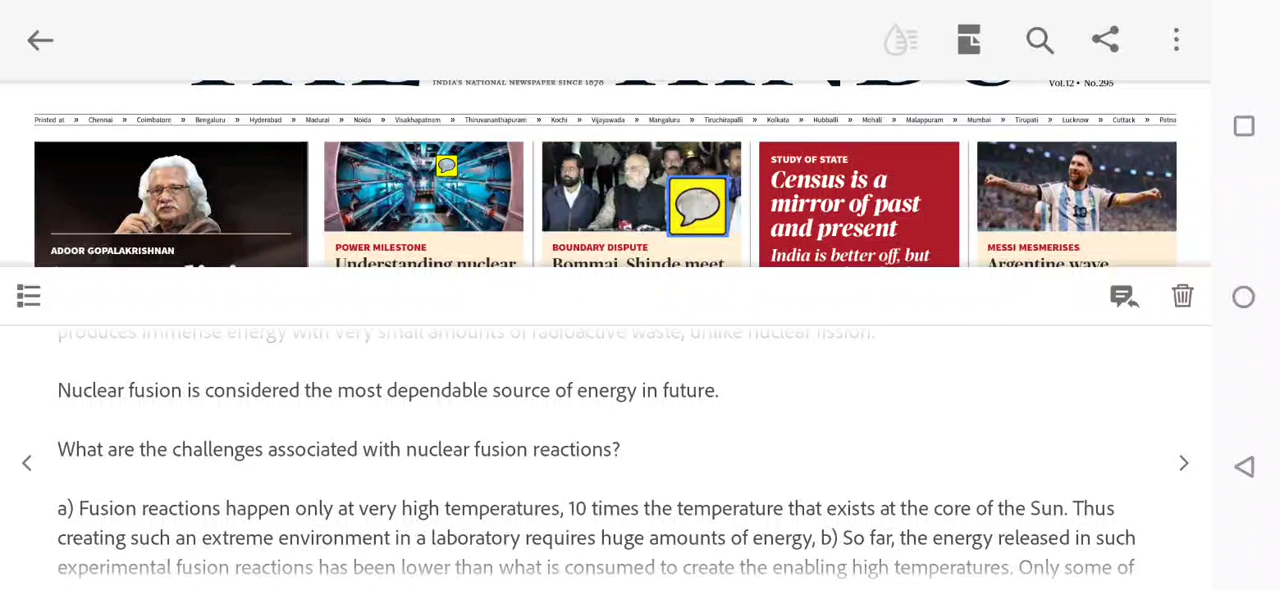 INDIA'S NATIONAL NEWSPAPER SINCE 1878
Vol.12 • No.295
Printed at » Chennai » Coimbatore » Bengaluru » Hyderabad » Madurai » Noida » Visakhapatnam » Thiruvananthapuram » Kochi » Vijayawada » Mangaluru » Tiruchirapalli » Kolkata » Hubballi » Mohali » Malappuram » Mumbai » Tirupati » Lucknow » Cuttack » Patna
ADOOR GOPALAKRISHNAN
POWER MILESTONE
Understanding nuclear
BOUNDARY DISPUTE
Bommai, Shinde meet
STUDY OF STATE
Census is a
mirror of past
and present
India is better off, but
MESSI MESMERISES
Argentine wave
produces immense energy with very small amounts of radioactive waste, unlike nuclear fission.
Nuclear fusion is considered the most dependable source of energy in future.
What are the challenges associated with nuclear fusion reactions?
a) Fusion reactions happen only at very high temperatures, 10 times the temperature that exists at the core of the Sun. Thus
creating such an extreme environment in a laboratory requires huge amounts of energy, b) So far, the energy released in such
experimental fusion reactions has been lower than what is consumed to create the enabling high temperatures. Only some of